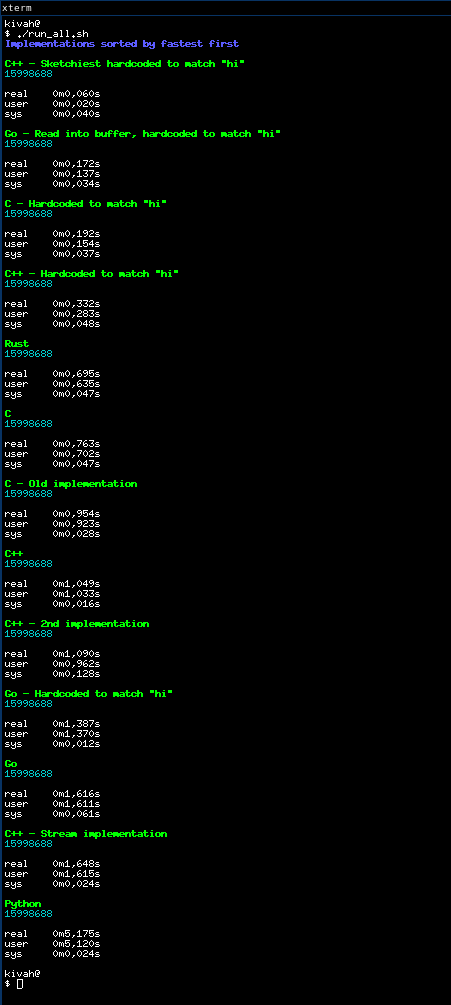 xterm
kivah@
$ ./run_all.sh
Implementations sorted by fastest first
C++ - Sketchiest hardcoded to match "hi"
15998688
real 0m0,060s
user 0m0,020s
sys 0m0,040s
Go - Read into buffer, hardcoded to match "hi"
15998688
real 0m0,172s
user 0m0,137s
sys 0m0,034s
C - Hardcoded to match "hi"
15998688
real 0m0,192s
user 0m0,154s
sys 0m0,037s
C++ - Hardcoded to match "hi"
15998688
real 0m0,332s
user 0m0,283s
sys 0m0,048s
Rust
15998688
real 0m0,695s
user 0m0,635s
sys 0m0,047s
C
15998688
real 0m0,763s
user 0m0,702s
sys 0m0,047s
C - Old implementation
15998688
real 0m0,954s
user 0m0,923s
sys 0m0,028s
C++
15998688
real 0m1,049s
user 0m1,033s
sys 0m0,016s
C++ - 2nd implementation
15998688
real 0m1,090s
user 0m0,962s
sys 0m0,128s
Go - Hardcoded to match "hi"
15998688
real 0m1,387s
user 0m1,370s
sys 0m0,012s
Go
15998688
real 0m1,616s
user 0m1,611s
sys 0m0,061s
C++ - Stream implementation
15998688
real 0m1,648s
user 0m1,615s
sys 0m0,024s
Python
15998688
real 0m5,175s
user 0m5,120s
sys 0m0,024s
kivah@
$